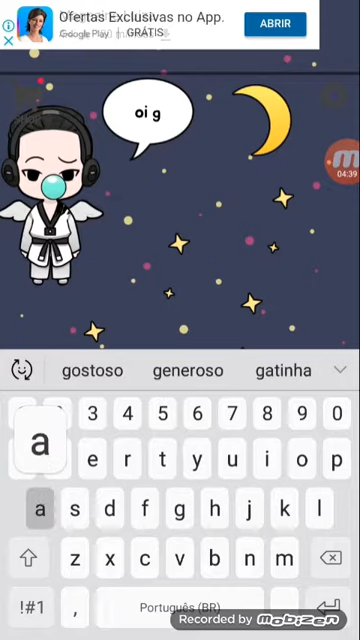 Ofertas Exclusivas no App.
Google Play
GRÁTIS
ABRIR
oi g
04:39
gostoso generoso gatinha
3 4 5 6 7 8 9 0
a
e r t y u i o p
a s d f g h j k l
z x c v b n m
!#1 , Português (BR)
Recorded by mobizen